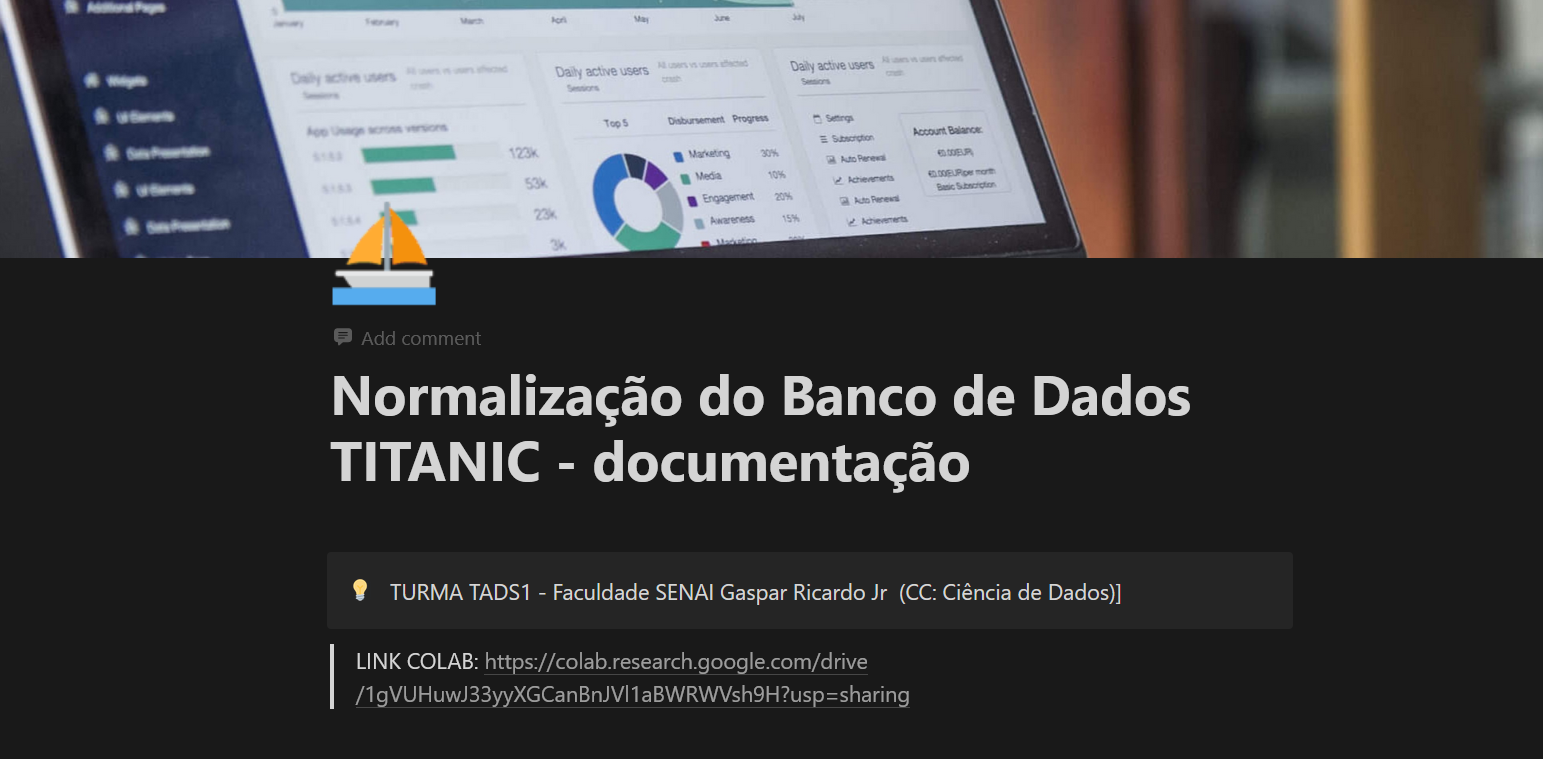 Additional Pages
January February March April May June July
Widgets
UI Elements
Data Presentation
UI Elements
Data Presentation
Daily active users All users vs users affected
crash
Sessions
App Usage across versions
5.1.6.3 123k
5.1.6.3 53k
5.1.6.4 23k
3k
Daily active users All users vs users affected
crash
Sessions
Top 5 Disbursement Progress
Marketing 30%
Media 10%
Engagement 20%
Awareness 15%
Marketing
Daily active users All users vs users affected
crash
Sessions
Settings
Subscription
Auto Renewal
Achievements
Auto Renewal
Achievements
Account Balance:
€0.00(EUR)
€0.00EUR/per month
Basic Subscription
Add comment
Normalização do Banco de Dados
TITANIC - documentação
TURMA TADS1 - Faculdade SENAI Gaspar Ricardo Jr (CC: Ciência de Dados)]
LINK COLAB: https://colab.research.google.com/drive
/1gVUHuwJ33yyXGCanBnJVl1aBWRWVsh9H?usp=sharing